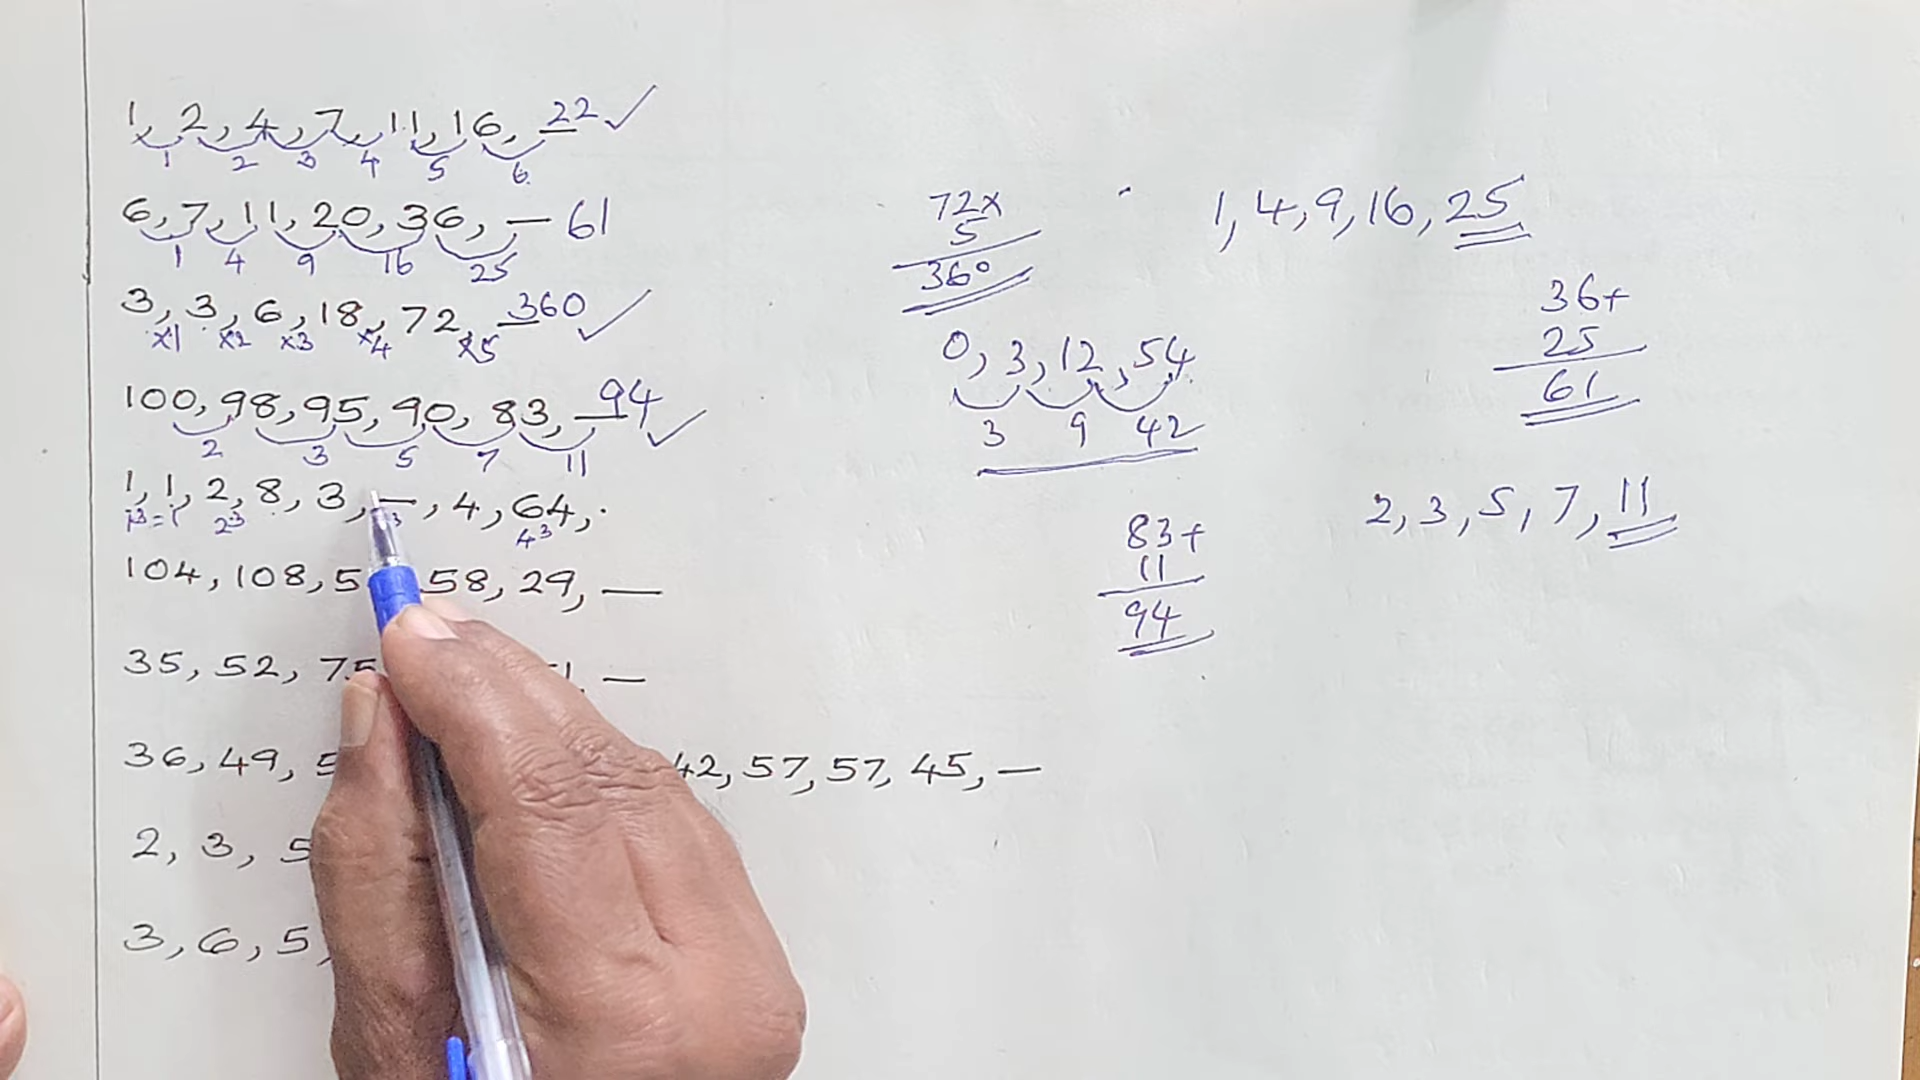 1, 2, 4, 7, 11, 16, 22 ✓
1 2 3 4 5 6
6, 7, 11, 20, 36, — 61
1 4 9 16 25
3, 3, 6, 18, 72, 360 ✓
×1 ×2 ×3 ×4 ×5
100, 98, 95, 90, 83, 94 ✓
2 3 5 7 11
1, 1, 2, 8, 3, —, 4, 64,
1³=1 2³ 4³
104, 108, 5 58, 29, —
35, 52, 75 —
36, 49, 42, 57, 57, 45, —
2, 3, 5
3, 6, 5,
72×
5
360
0, 3, 12, 54
3 9 42
83+
11
94
1, 4, 9, 16, 25
36+
25
61
2, 3, 5, 7, 11